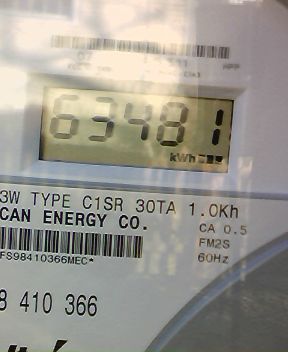 63481
kWh
3W TYPE C1SR 30TA 1.0Kh
CAN ENERGY CO.
CA 0.5
FM2S
FS98410366MEC*
60Hz
8 410 366